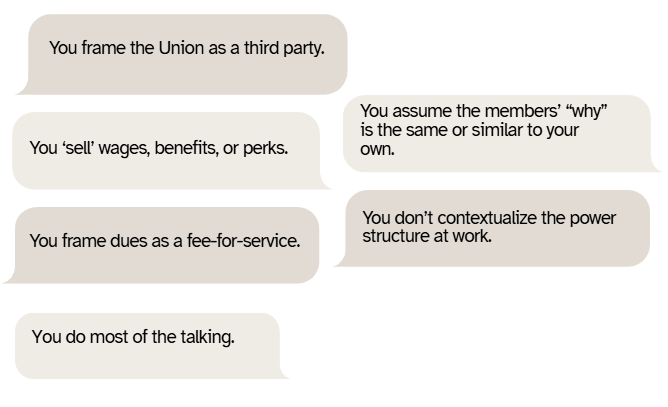 You frame the Union as a third party.
You ‘sell’ wages, benefits, or perks.
You frame dues as a fee-for-service.
You do most of the talking.
You assume the members’ “why”
is the same or similar to your
own.
You don’t contextualize the power
structure at work.